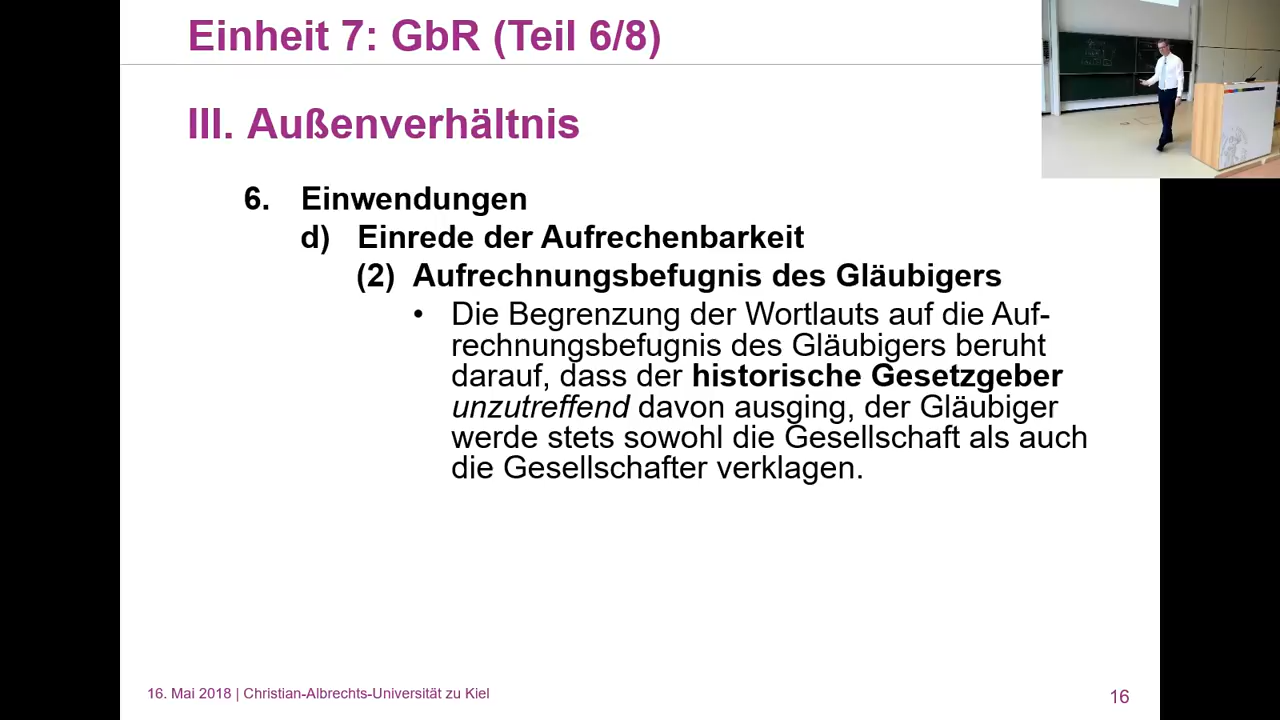 Einheit 7: GbR (Teil 6/8)
III. Außenverhältnis
6. Einwendungen
d) Einrede der Aufrechenbarkeit
(2) Aufrechnungsbefugnis des Gläubigers
• Die Begrenzung der Wortlauts auf die Auf-
rechnungsbefugnis des Gläubigers beruht
darauf, dass der historische Gesetzgeber
unzutreffend davon ausging, der Gläubiger
werde stets sowohl die Gesellschaft als auch
die Gesellschafter verklagen.
16. Mai 2018 | Christian-Albrechts-Universität zu Kiel
16